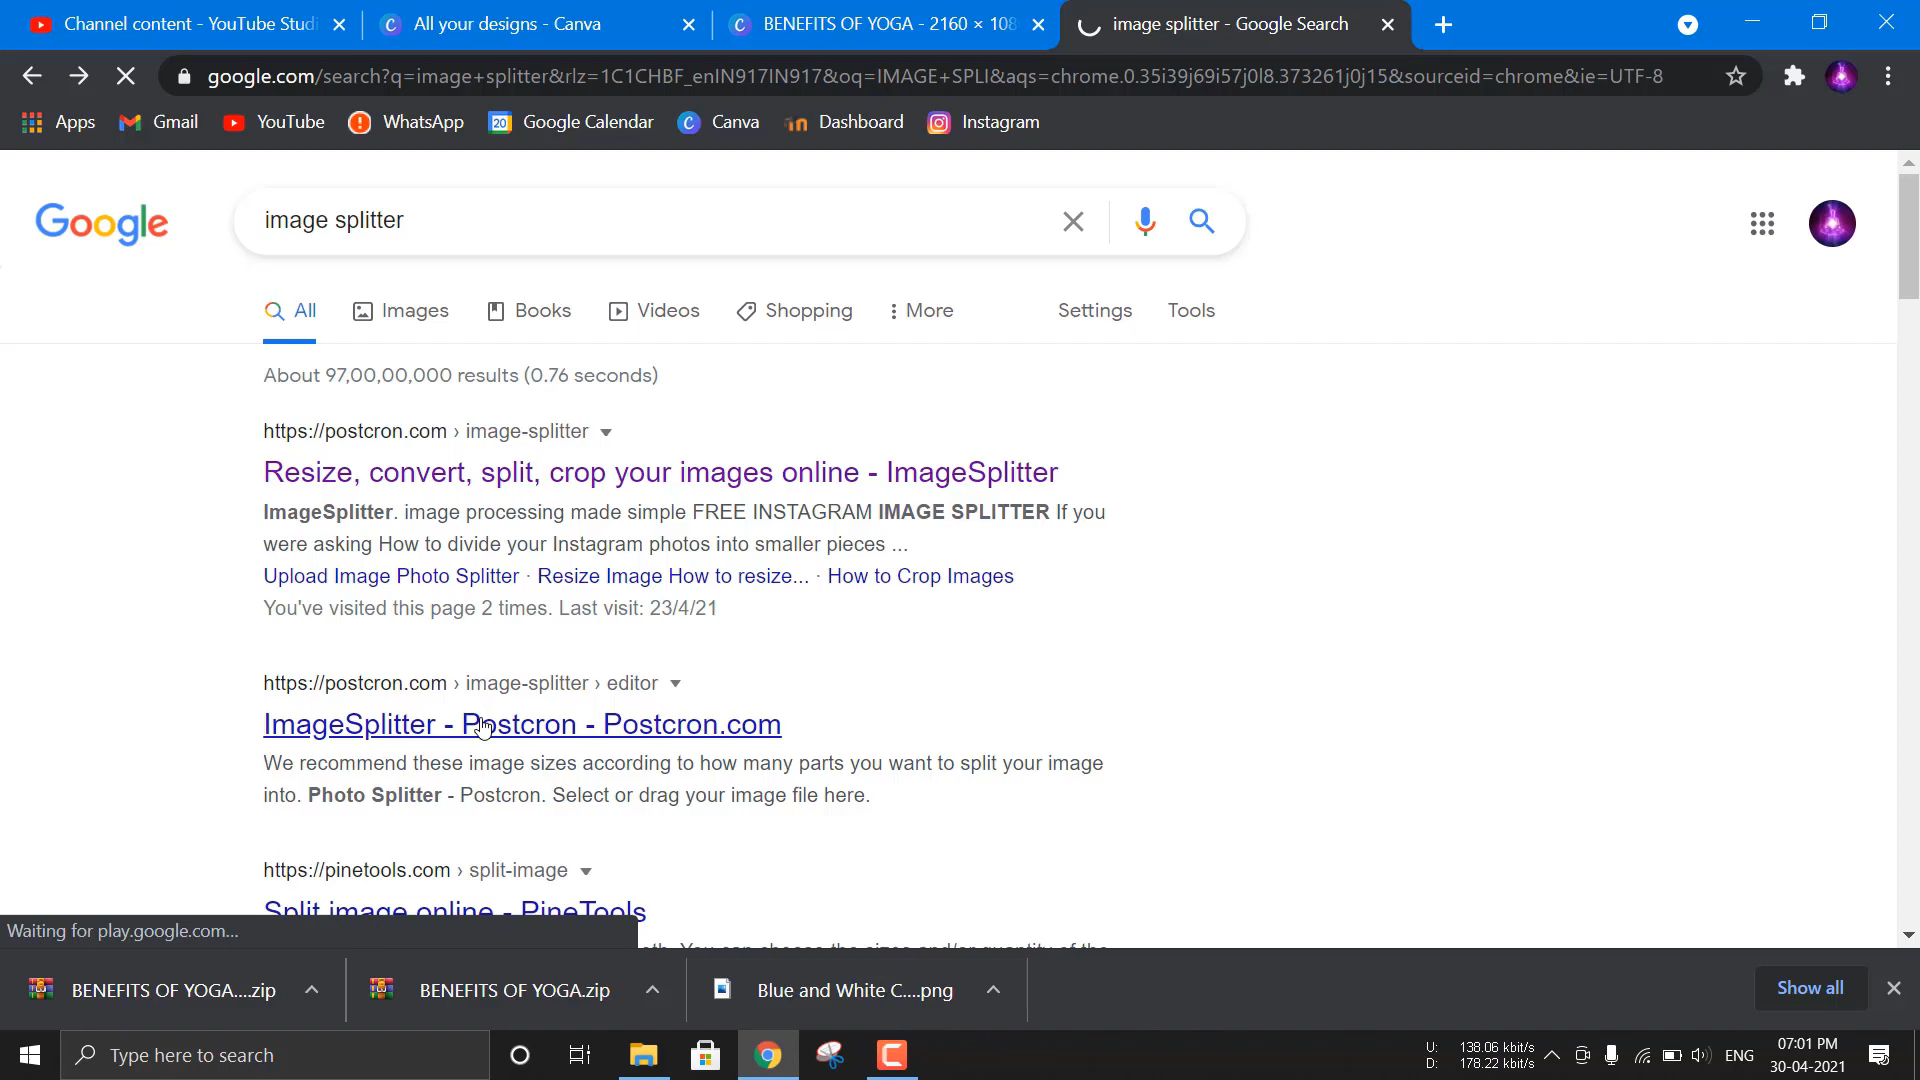 Channel content - YouTube Studi
All your designs - Canva
BENEFITS OF YOGA - 2160 × 108
image splitter - Google Search
google.com/search?q=image+splitter&rlz=1C1CHBF_enIN917IN917&oq=IMAGE+SPLI&aqs=chrome.0.35i39j69i57j0l8.373261j0j15&sourceid=chrome&ie=UTF-8
Apps
Gmail
YouTube
WhatsApp
20
Google Calendar
Canva
Dashboard
Instagram
Google
image splitter
All
Images
Books
Videos
Shopping
More
Settings
Tools
About 97,00,00,000 results (0.76 seconds)
https://postcron.com › image-splitter
Resize, convert, split, crop your images online - ImageSplitter
ImageSplitter. image processing made simple FREE INSTAGRAM IMAGE SPLITTER If you
were asking How to divide your Instagram photos into smaller pieces ...
Upload Image Photo Splitter · Resize Image How to resize... · How to Crop Images
You've visited this page 2 times. Last visit: 23/4/21
https://postcron.com › image-splitter › editor
ImageSplitter - Postcron - Postcron.com
We recommend these image sizes according to how many parts you want to split your image
into. Photo Splitter - Postcron. Select or drag your image file here.
https://pinetools.com › split-image
Split image online - PineTools
Waiting for play.google.com...
BENEFITS OF YOGA....zip
BENEFITS OF YOGA.zip
Blue and White C....png
Show all
Type here to search
U: 138.06 kbit/s
D: 178.22 kbit/s
ENG
07:01 PM
30-04-2021